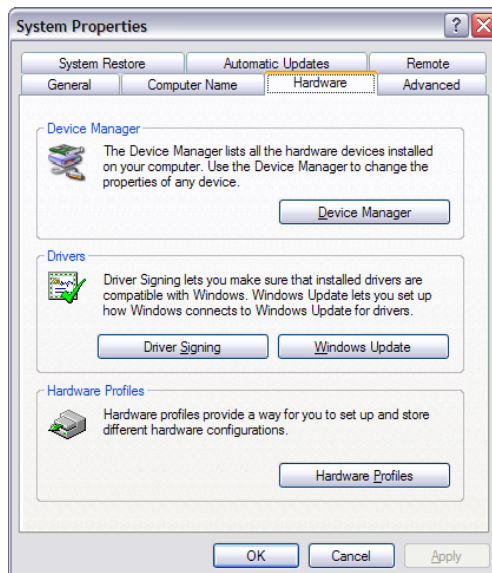 System Properties
System Restore Automatic Updates Remote
General Computer Name Hardware Advanced
Device Manager
The Device Manager lists all the hardware devices installed
on your computer. Use the Device Manager to change the
properties of any device.
Device Manager
Drivers
Driver Signing lets you make sure that installed drivers are
compatible with Windows. Windows Update lets you set up
how Windows connects to Windows Update for drivers.
Driver Signing Windows Update
Hardware Profiles
Hardware profiles provide a way for you to set up and store
different hardware configurations.
Hardware Profiles
OK Cancel Apply